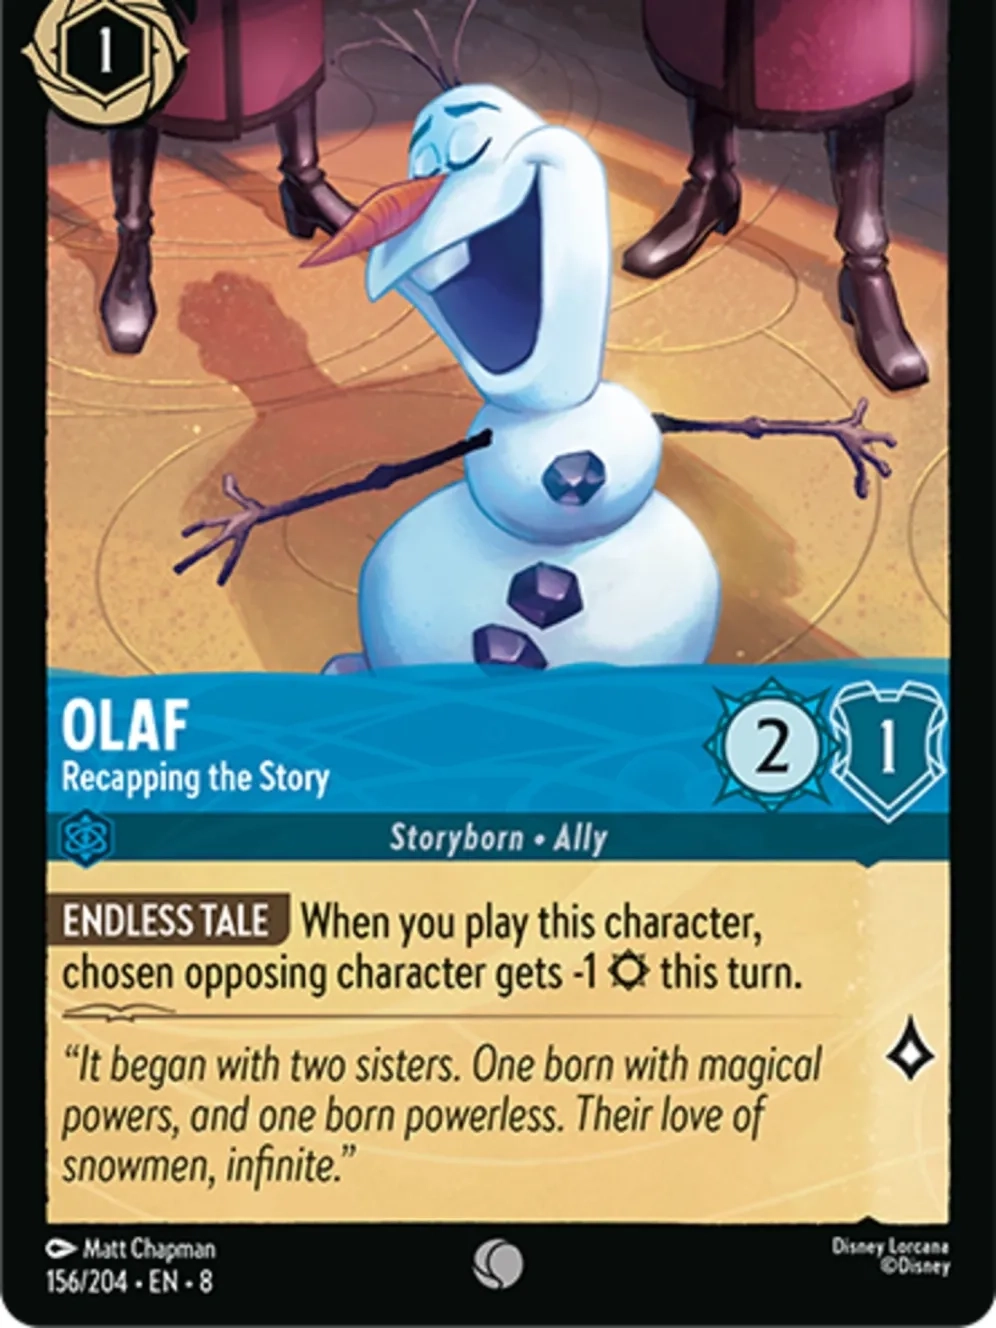 1
OLAF
Recapping the Story
2
1
Storyborn • Ally
ENDLESS TALE When you play this character,
chosen opposing character gets -1 this turn.
“It began with two sisters. One born with magical
powers, and one born powerless. Their love of
snowmen, infinite.”
Matt Chapman
156/204 • EN • 8
Disney Lorcana
©Disney